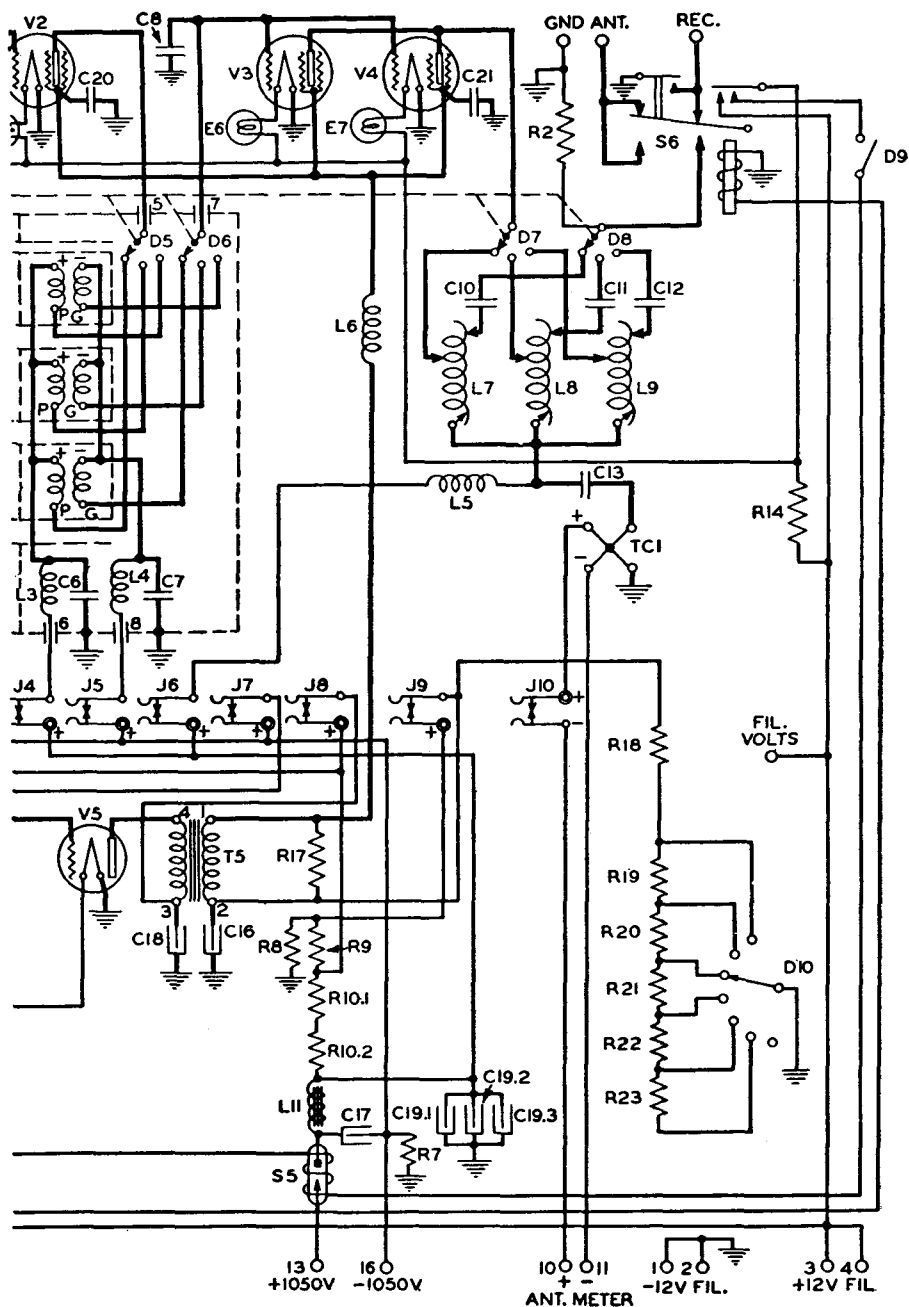 V2
C8
GND ANT.
REC.
C20
V3
V4
C21
E6
E7
R2
S6
D9
5
7
D5
D6
D7
D8
+ -
P G
C10
C11
C12
L6
+ -
P G
L7
L8
L9
+ -
P G
C13
L5
R14
+
TC1
-
L3
C6
L4
C7
6
8
J4
J5
J6
J7
J8
J9
J10
+
+
+
+
+
+
-
R18
FIL.
VOLTS
V5
4
1
T5
R17
3
2
C18
C16
R8
R9
R19
R20
D10
R21
R10.1
R22
R10.2
R23
L11
C19.2
C19.1
C19.3
C17
R7
S5
13
16
10
11
1
2
3
4
+1050V
-1050V
+ -
-12V FIL.
+12V FIL
ANT. METER